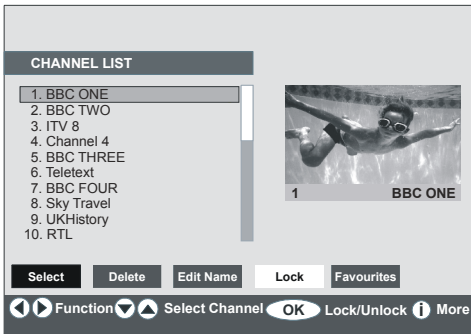 CHANNEL LIST
1. BBC ONE
2. BBC TWO
3. ITV 8
4. Channel 4
5. BBC THREE
6. Teletext
7. BBC FOUR
8. Sky Travel
9. UKHistory
10. RTL
1 BBC ONE
Select Delete Edit Name Lock Favourites
Function Select Channel OK Lock/Unlock i More